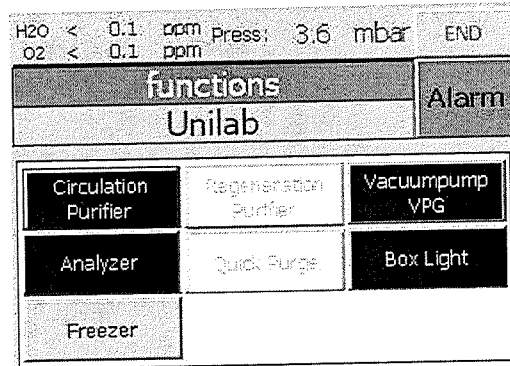 H2O < 0.1 ppm Press: 3.6 mbar END
O2 < 0.1 ppm
functions
Unilab
Alarm
Circulation
Purifier
Regeneration
Purifier
Vacuumpump
VPG
Analyzer
Quick Purge
Box Light
Freezer